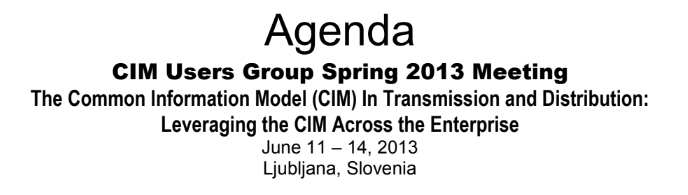 Agenda
CIM Users Group Spring 2013 Meeting
The Common Information Model (CIM) In Transmission and Distribution:
Leveraging the CIM Across the Enterprise
June 11 – 14, 2013
Ljubljana, Slovenia